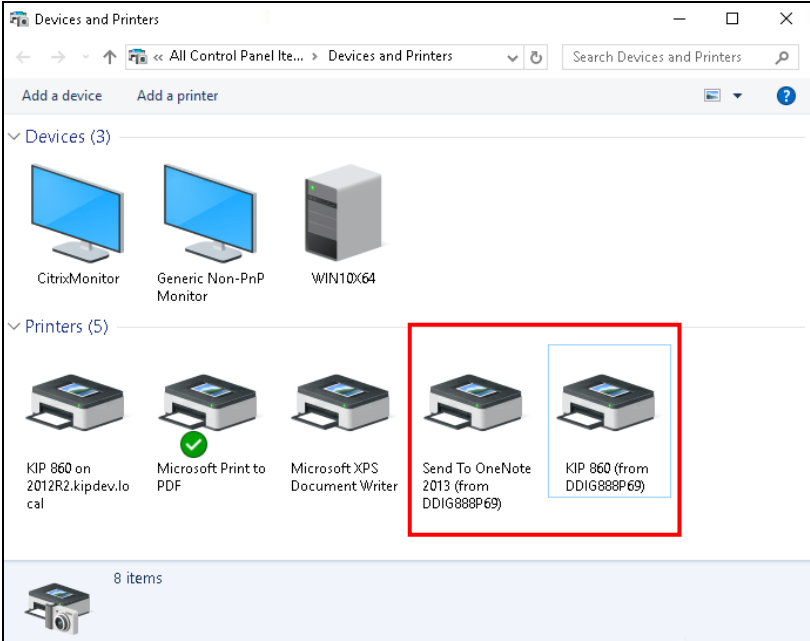 Devices and Printers
« All Control Panel Ite... › Devices and Printers
Search Devices and Printers
Add a device Add a printer
?
Devices (3)
CitrixMonitor
Generic Non-PnP
Monitor
WIN10X64
Printers (5)
KIP 860 on
2012R2.kipdev.lo
cal
Microsoft Print to
PDF
Microsoft XPS
Document Writer
Send To OneNote
2013 (from
DDIG888P69)
KIP 860 (from
DDIG888P69)
8 items